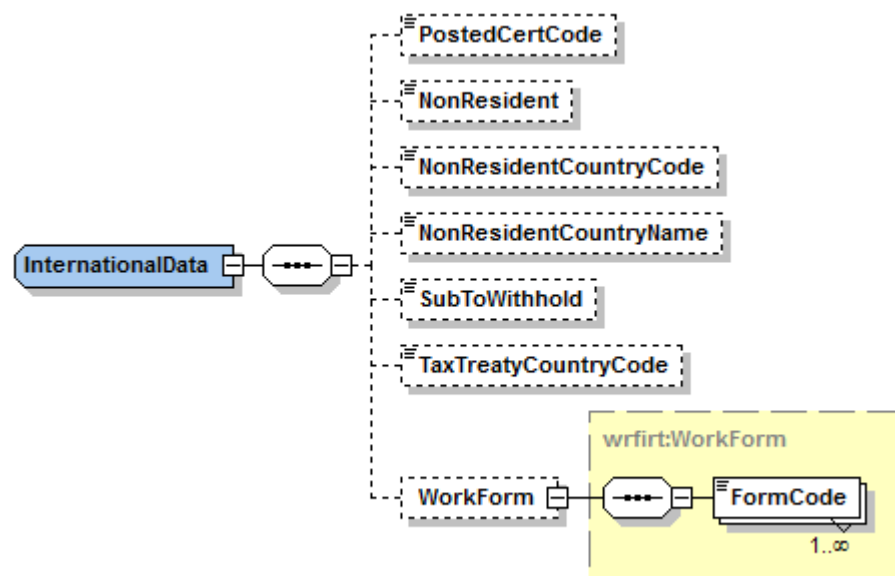 PostedCertCode
NonResident
NonResidentCountryCode
NonResidentCountryName
InternationalData
SubToWithhold
TaxTreatyCountryCode
wrfirt:WorkForm
WorkForm
FormCode
1..∞